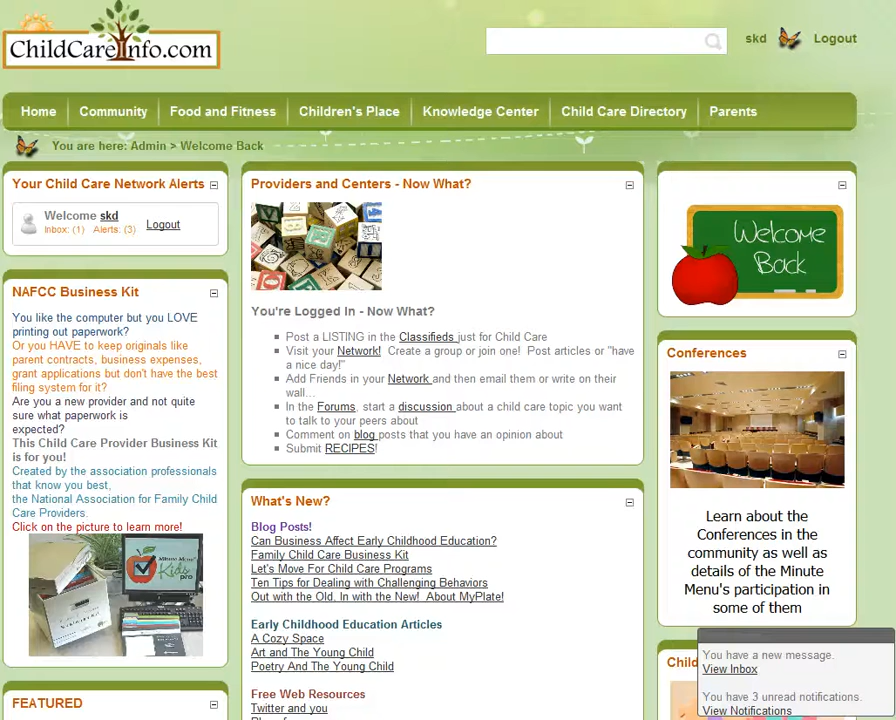 ChildCareInfo.com
skd
Logout
Home
Community
Food and Fitness
Children's Place
Knowledge Center
Child Care Directory
Parents
You are here: Admin > Welcome Back
Your Child Care Network Alerts
Welcome skd
Inbox: (1) Alerts: (3)
Logout
NAFCC Business Kit
You like the computer but you LOVE
printing out paperwork?
Or you HAVE to keep originals like
parent contracts, business expenses,
grant applications but don't have the best
filing system for it?
Are you a new provider and not quite
sure what paperwork is
expected?
This Child Care Provider Business Kit
is for you!
Created by the association professionals
that know you best,
the National Association for Family Child
Care Providers.
Click on the picture to learn more!
Kids
pro
FEATURED
Providers and Centers - Now What?
You're Logged In - Now What?
Post a LISTING in the Classifieds just for Child Care
Visit your Network! Create a group or join one! Post articles or "have
a nice day!"
Add Friends in your Network and then email them or write on their
wall...
In the Forums, start a discussion about a child care topic you want
to talk to your peers about
Comment on blog posts that you have an opinion about
Submit RECIPES!
What's New?
Blog Posts!
Can Business Affect Early Childhood Education?
Family Child Care Business Kit
Let's Move For Child Care Programs
Ten Tips for Dealing with Challenging Behaviors
Out with the Old, In with the New! About MyPlate!
Early Childhood Education Articles
A Cozy Space
Art and The Young Child
Poetry And The Young Child
Free Web Resources
Twitter and you
Welcome
Back
Conferences
Learn about the
Conferences in the
community as well as
details of the Minute
Menu's participation in
some of them
Child
You have a new message.
View Inbox
You have 3 unread notifications.
View Notifications